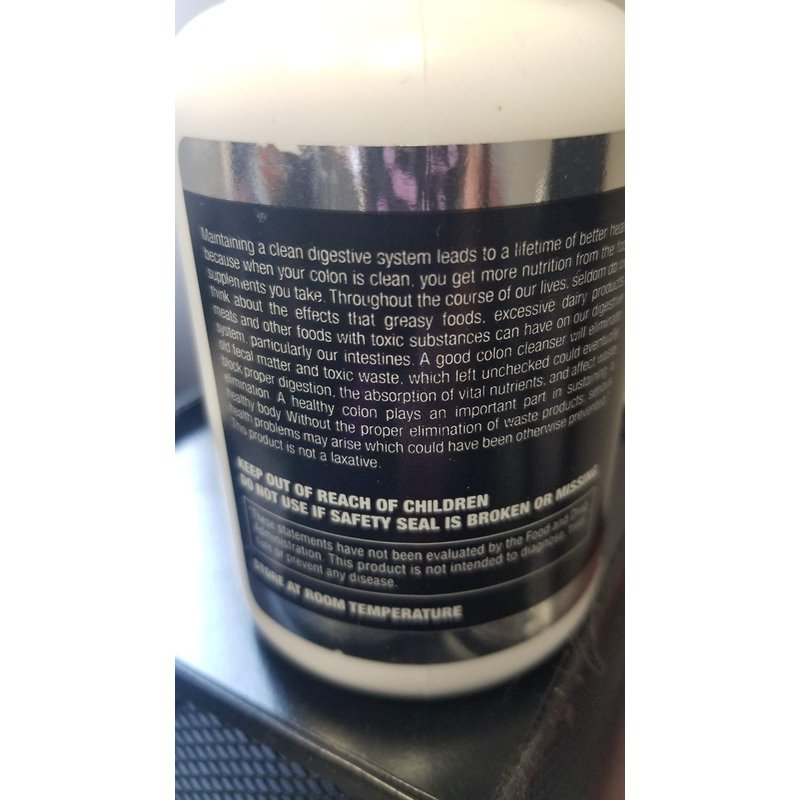 Maintaining a clean digestive system leads to a lifetime of better
because when your colon is clean, you get more nutrition from the
supplements you take. Throughout the course of our lives, seldom do
think about the effects that greasy foods, excessive dairy products,
meats and other foods with toxic substances can have on our digestive
system, particularly our intestines. A good colon cleanser will eliminate
old fecal matter and toxic waste, which left unchecked could eventually
block proper digestion, the absorption of vital nutrients, and affect waste
elimination. A healthy colon plays an important part in sustaining a
healthy body. Without the proper elimination of waste products, serious
health problems may arise which could have been otherwise prevented.
This product is not a laxative.
KEEP OUT OF REACH OF CHILDREN
DO NOT USE IF SAFETY SEAL IS BROKEN OR MISSING
These statements have not been evaluated by the Food and Drug
Administration. This product is not intended to diagnose, treat,
cure or prevent any disease.
STORE AT ROOM TEMPERATURE